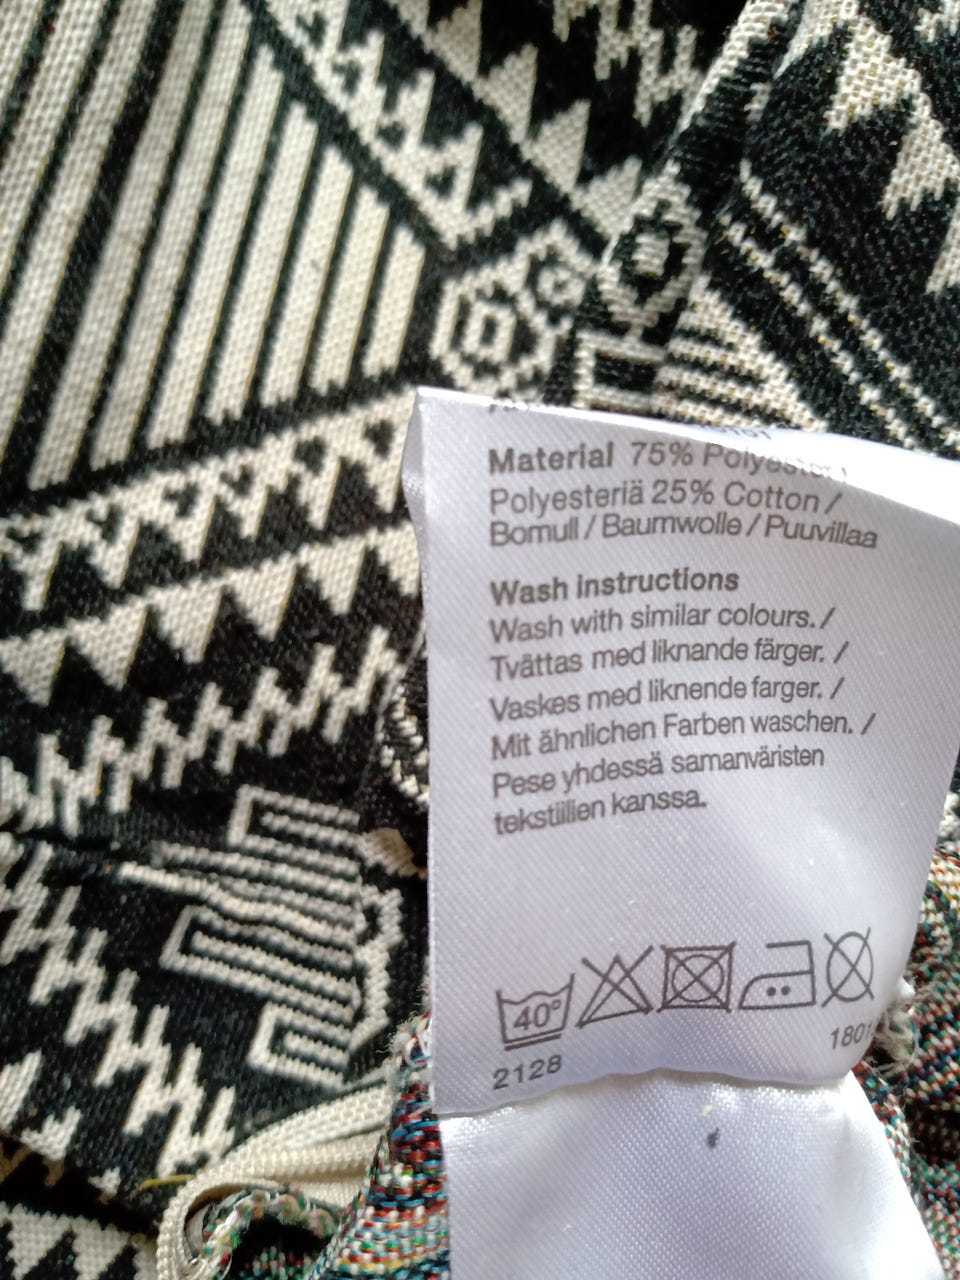 Material 75% Polyester /
Polyesteriä 25% Cotton /
Bomull / Baumwolle / Puuvillaa
Wash instructions
Wash with similar colours. /
Tvättas med liknande färger. /
Vaskes med liknende farger. /
Mit ähnlichen Farben waschen. /
Pese yhdessä samanväristen
tekstiilien kanssa.
40°
2128